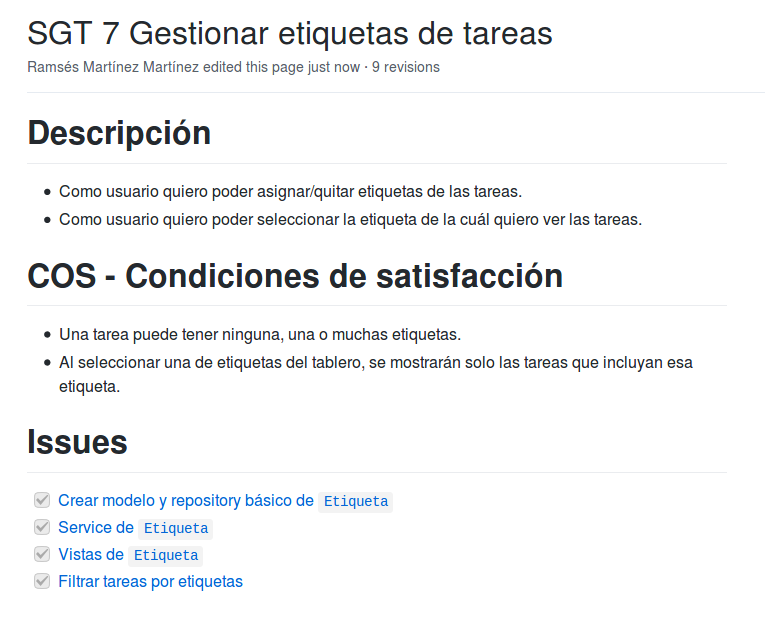 SGT 7 Gestionar etiquetas de tareas
Ramsés Martínez Martínez edited this page just now · 9 revisions
Descripción
Como usuario quiero poder asignar/quitar etiquetas de las tareas.
Como usuario quiero poder seleccionar la etiqueta de la cuál quiero ver las tareas.
COS - Condiciones de satisfacción
Una tarea puede tener ninguna, una o muchas etiquetas.
Al seleccionar una de etiquetas del tablero, se mostrarán solo las tareas que incluyan esa
etiqueta.
Issues
Crear modelo y repository básico de Etiqueta
Service de Etiqueta
Vistas de Etiqueta
Filtrar tareas por etiquetas